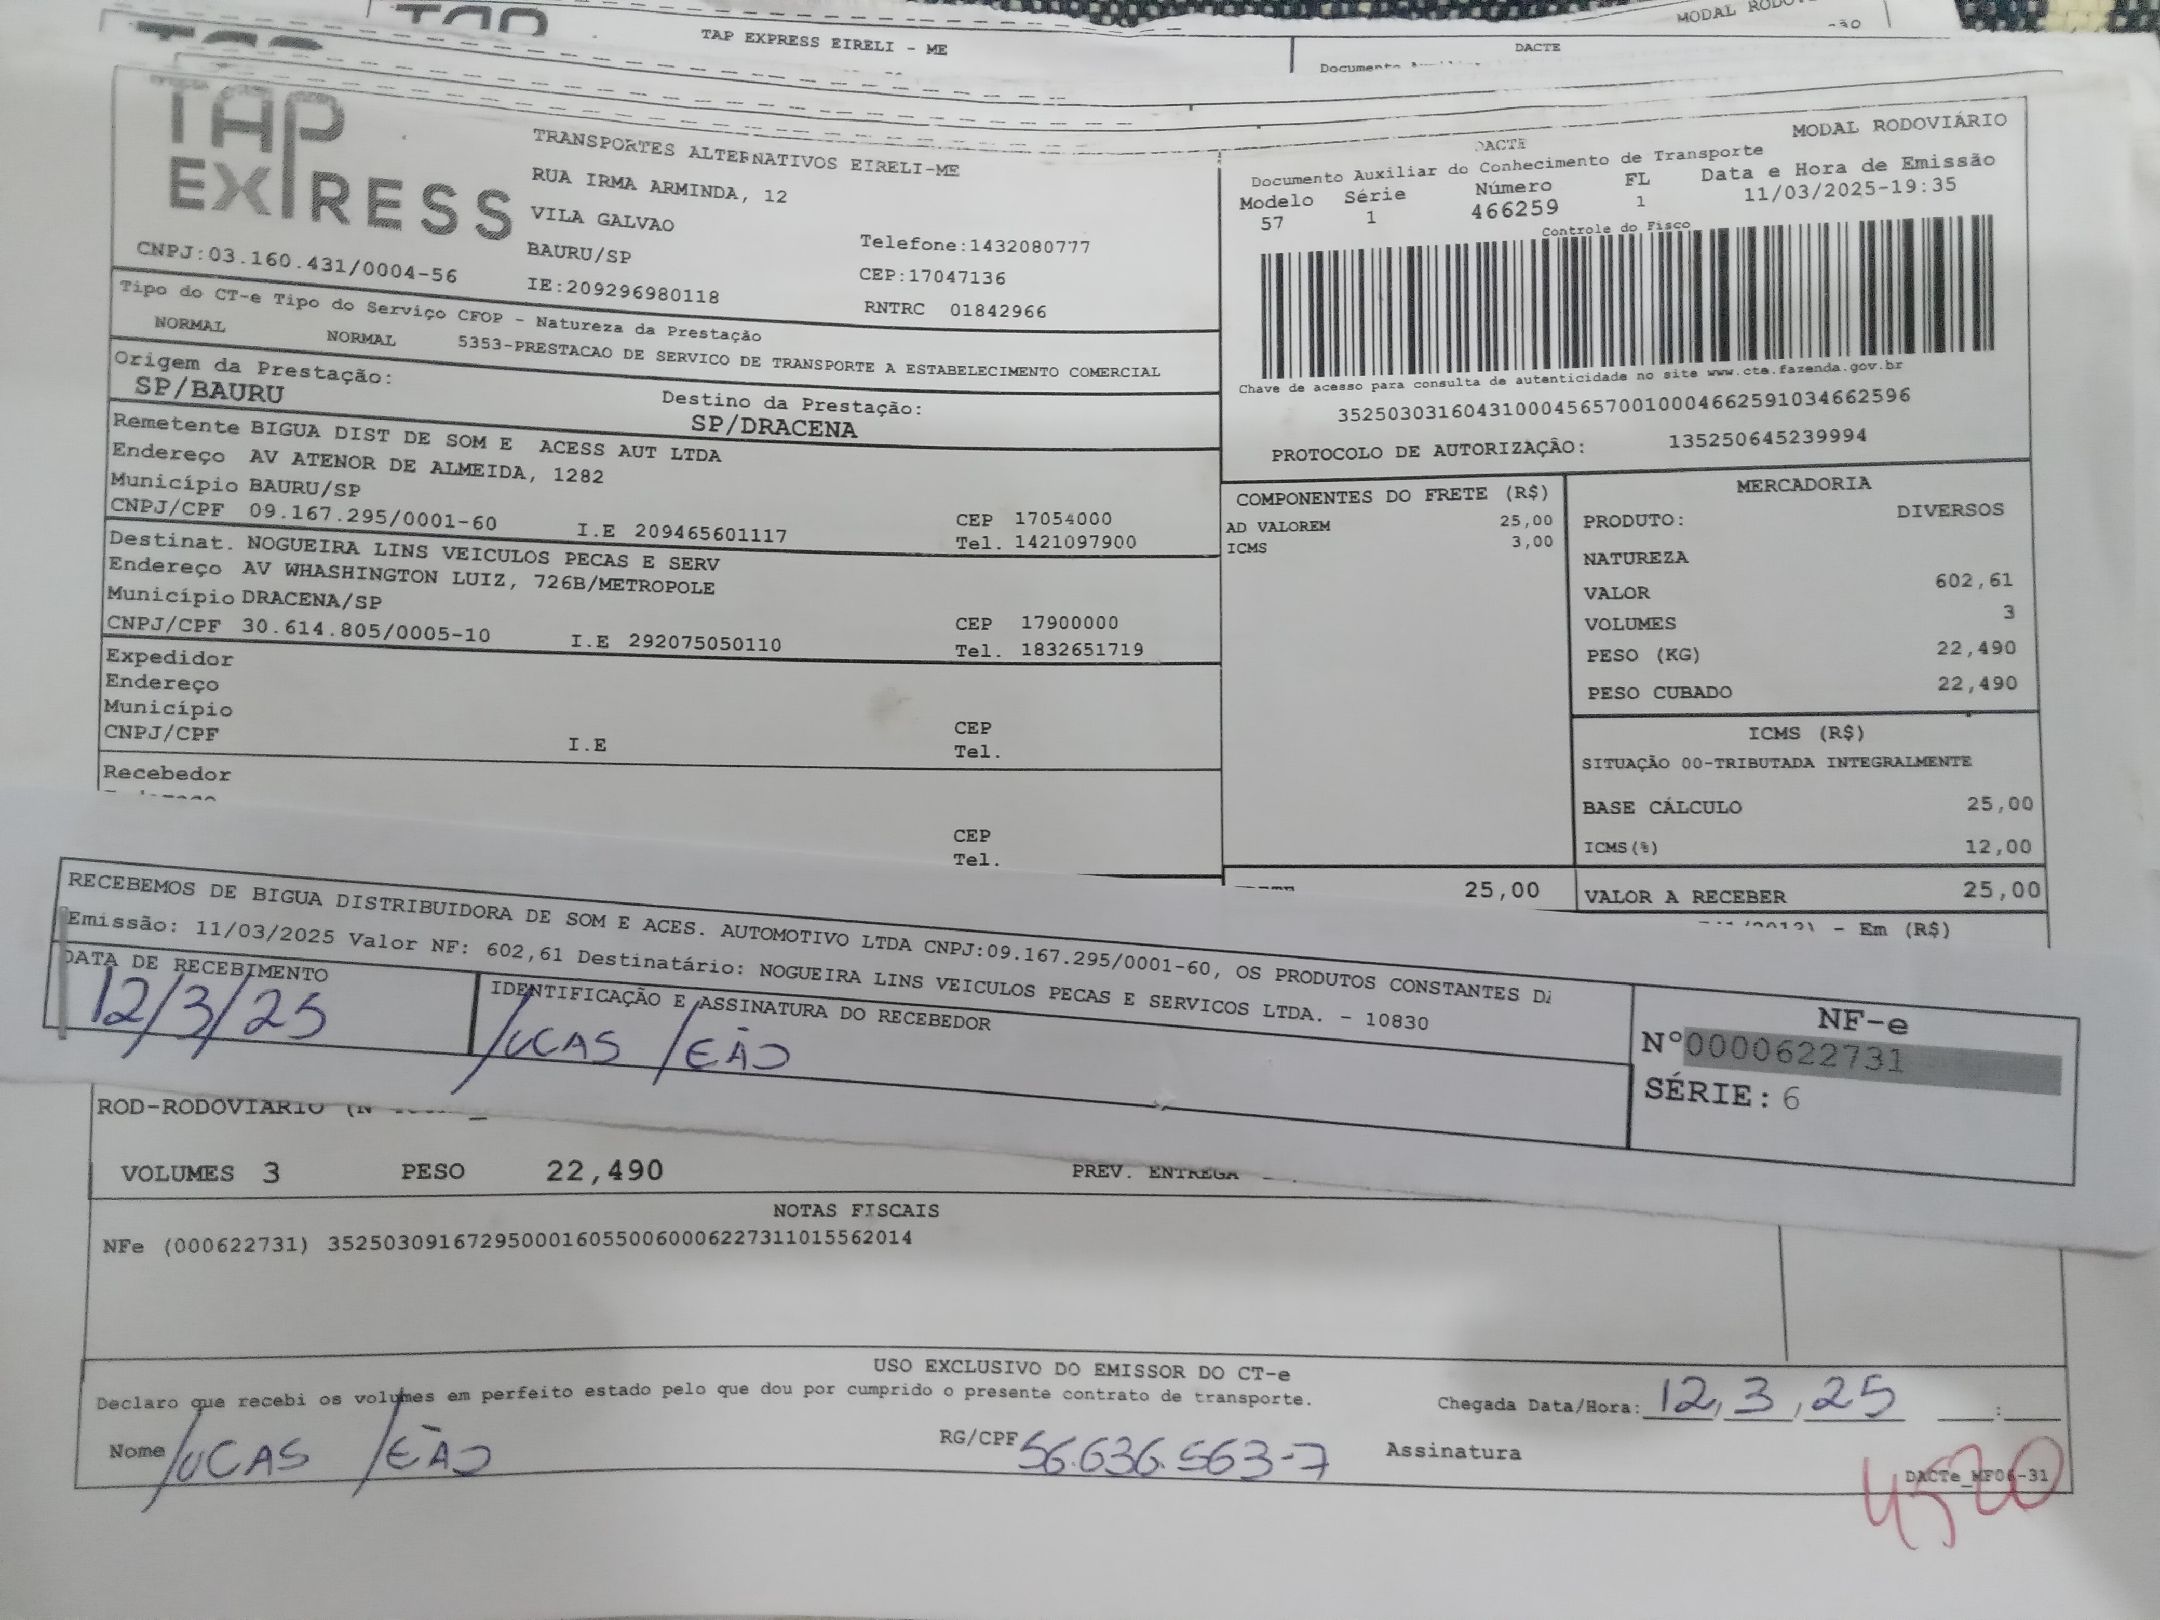 TAP EXPRESS EIRELI - ME
DACTE
MODAL
TAP
EXPRESS
CNPJ:03.160.431/0004-56
TRANSPORTES ALTERNATIVOS EIRELI-ME
RUA IRMA ARMINDA, 12
VILA GALVAO
BAURU/SP
IE:209296980118
Telefone:1432080777
CEP:17047136
RNTRC 01842966
DACTE
MODAL RODOVIÁRIO
Documento Auxiliar do Conhecimento de Transporte
Modelo Série Número FL Data e Hora de Emissão
57 1 466259 1 11/03/2025-19:35
Controle do Fisco
Chave de acesso para consulta de autenticidade no site www.cte.fazenda.gov.br
35250303160431000456570010004662591034662596
PROTOCOLO DE AUTORIZAÇÃO: 135250645239994
Tipo do CT-e Tipo do Serviço CFOP - Natureza da Prestação
NORMAL NORMAL 5353-PRESTACAO DE SERVICO DE TRANSPORTE A ESTABELECIMENTO COMERCIAL
Origem da Prestação: Destino da Prestação:
SP/BAURU SP/DRACENA
Remetente BIGUA DIST DE SOM E ACESS AUT LTDA
Endereço AV ATENOR DE ALMEIDA, 1282
Município BAURU/SP CEP 17054000
CNPJ/CPF 09.167.295/0001-60 I.E 209465601117 Tel. 1421097900
Destinat. NOGUEIRA LINS VEICULOS PECAS E SERV
Endereço AV WHASHINGTON LUIZ, 726B/METROPOLE
Município DRACENA/SP CEP 17900000
CNPJ/CPF 30.614.805/0005-10 I.E 292075050110 Tel. 1832651719
Expedidor
Endereço
Município CEP
CNPJ/CPF I.E Tel.
Recebedor
CEP
Tel.
COMPONENTES DO FRETE (R$)
AD VALOREM 25,00
ICMS 3,00
25,00
MERCADORIA
PRODUTO: DIVERSOS
NATUREZA
VALOR 602,61
VOLUMES 3
PESO (KG) 22,490
PESO CUBADO 22,490
ICMS (R$)
SITUAÇÃO 00-TRIBUTADA INTEGRALMENTE
BASE CÁLCULO 25,00
ICMS(%) 12,00
VALOR A RECEBER 25,00
- Em (R$)
RECEBEMOS DE BIGUA DISTRIBUIDORA DE SOM E ACES. AUTOMOTIVO LTDA CNPJ:09.167.295/0001-60, OS PRODUTOS CONSTANTES
Emissão: 11/03/2025 Valor NF: 602,61 Destinatário: NOGUEIRA LINS VEICULOS PECAS E SERVICOS LTDA. - 10830
DATA DE RECEBIMENTO IDENTIFICAÇÃO E ASSINATURA DO RECEBEDOR
12/3/25 LUCAS LEÃO
NF-e
Nº0000622731
SÉRIE: 6
ROD-RODOVIARIO
VOLUMES 3 PESO 22,490 PREV. ENTREGA
NOTAS FISCAIS
NFe (000622731) 35250309167295000160550060006227311015562014
USO EXCLUSIVO DO EMISSOR DO CT-e
Declaro que recebi os volumes em perfeito estado pelo que dou por cumprido o presente contrato de transporte. Chegada Data/Hora: 12, 3, 25 :
Nome LUCAS LEÃO RG/CPF 56.636.563-7 Assinatura
DACTe_MF06-31
4520